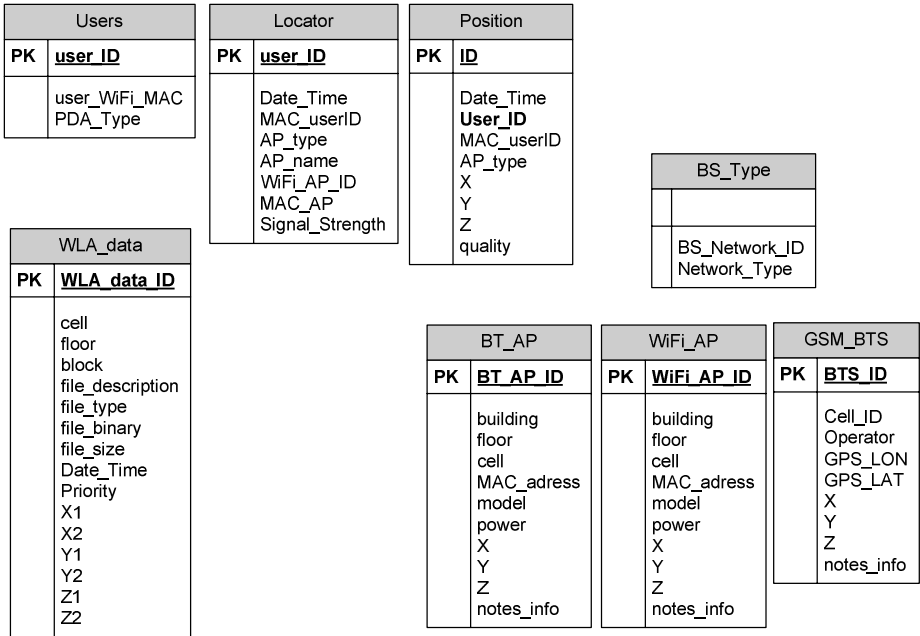 Users
PK user_ID
user_WiFi_MAC
PDA_Type
Locator
PK user_ID
Date_Time
MAC_userID
AP_type
AP_name
WiFi_AP_ID
MAC_AP
Signal_Strength
Position
PK ID
Date_Time
User_ID
MAC_userID
AP_type
X
Y
Z
quality
BS_Type
BS_Network_ID
Network_Type
WLA_data
PK WLA_data_ID
cell
floor
block
file_description
file_type
file_binary
file_size
Date_Time
Priority
X1
X2
Y1
Y2
Z1
Z2
BT_AP
PK BT_AP_ID
building
floor
cell
MAC_adress
model
power
X
Y
Z
notes_info
WiFi_AP
PK WiFi_AP_ID
building
floor
cell
MAC_adress
model
power
X
Y
Z
notes_info
GSM_BTS
PK BTS_ID
Cell_ID
Operator
GPS_LON
GPS_LAT
X
Y
Z
notes_info